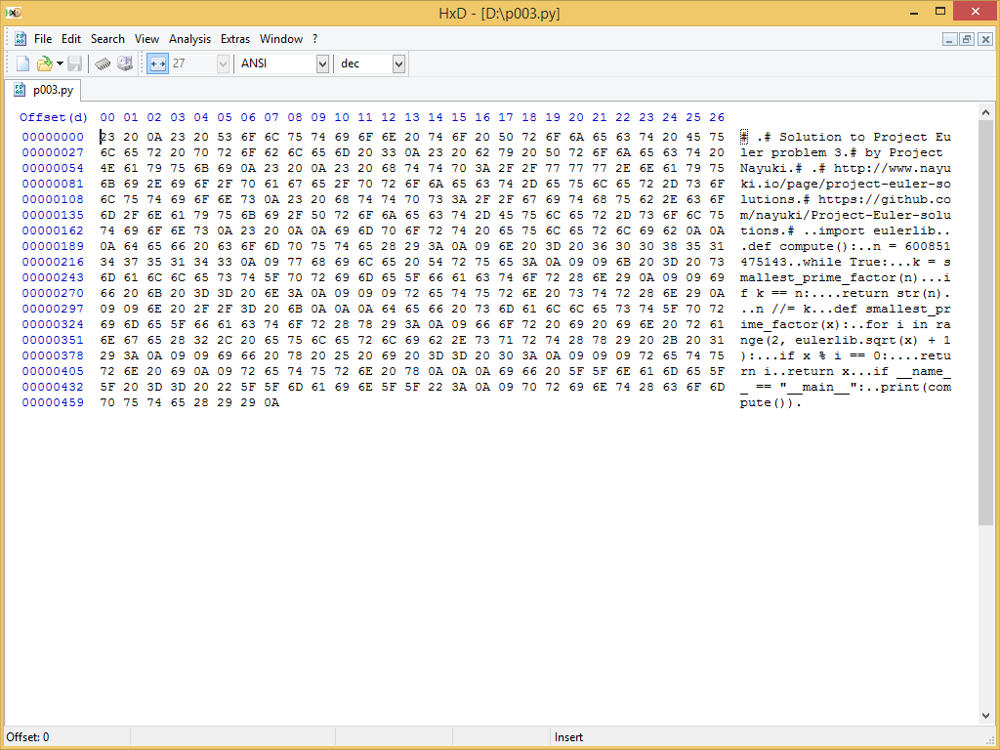 HxD - [D:\p003.py]
File Edit Search View Analysis Extras Window ?
27 ANSI dec
p003.py
Offset(d) 00 01 02 03 04 05 06 07 08 09 10 11 12 13 14 15 16 17 18 19 20 21 22 23 24 25 26
00000000 23 20 0A 23 20 53 6F 6C 75 74 69 6F 6E 20 74 6F 20 50 72 6F 6A 65 63 74 20 45 75 # .# Solution to Project Eu
00000027 6C 65 72 20 70 72 6F 62 6C 65 6D 20 33 0A 23 20 62 79 20 50 72 6F 6A 65 63 74 20 ler problem 3.# by Project
00000054 4E 61 79 75 6B 69 0A 23 20 0A 23 20 68 74 74 70 3A 2F 2F 77 77 77 2E 6E 61 79 75 Nayuki.# .# http://www.nayu
00000081 6B 69 2E 69 6F 2F 70 61 67 65 2F 70 72 6F 6A 65 63 74 2D 65 75 6C 65 72 2D 73 6F ki.io/page/project-euler-so
00000108 6C 75 74 69 6F 6E 73 0A 23 20 68 74 74 70 73 3A 2F 2F 67 69 74 68 75 62 2E 63 6F lutions.# https://github.co
00000135 6D 2F 6E 61 79 75 6B 69 2F 50 72 6F 6A 65 63 74 2D 45 75 6C 65 72 2D 73 6F 6C 75 m/nayuki/Project-Euler-solu
00000162 74 69 6F 6E 73 0A 23 20 0A 0A 69 6D 70 6F 72 74 20 65 75 6C 65 72 6C 69 62 0A 0A tions.# ..import eulerlib..
00000189 0A 64 65 66 20 63 6F 6D 70 75 74 65 28 29 3A 0A 09 6E 20 3D 20 36 30 30 38 35 31 .def compute():..n = 600851
00000216 34 37 35 31 34 33 0A 09 77 68 69 6C 65 20 54 72 75 65 3A 0A 09 09 6B 20 3D 20 73 475143..while True:...k = s
00000243 6D 61 6C 6C 65 73 74 5F 70 72 69 6D 65 5F 66 61 63 74 6F 72 28 6E 29 0A 09 09 69 mallest_prime_factor(n)...i
00000270 66 20 6B 20 3D 3D 20 6E 3A 0A 09 09 09 72 65 74 75 72 6E 20 73 74 72 28 6E 29 0A f k == n:....return str(n).
00000297 09 09 6E 20 2F 2F 3D 20 6B 0A 0A 0A 64 65 66 20 73 6D 61 6C 6C 65 73 74 5F 70 72 ..n //= k...def smallest_pr
00000324 69 6D 65 5F 66 61 63 74 6F 72 28 78 29 3A 0A 09 66 6F 72 20 69 20 69 6E 20 72 61 ime_factor(x):..for i in ra
00000351 6E 67 65 28 32 2C 20 65 75 6C 65 72 6C 69 62 2E 73 71 72 74 28 78 29 20 2B 20 31 nge(2, eulerlib.sqrt(x) + 1
00000378 29 3A 0A 09 09 69 66 20 78 20 25 20 69 20 3D 3D 20 30 3A 0A 09 09 09 72 65 74 75 ):...if x % i == 0:....retu
00000405 72 6E 20 69 0A 09 72 65 74 75 72 6E 20 78 0A 0A 0A 69 66 20 5F 5F 6E 61 6D 65 5F rn i..return x...if __name_
00000432 5F 20 3D 3D 20 22 5F 5F 6D 61 69 6E 5F 5F 22 3A 0A 09 70 72 69 6E 74 28 63 6F 6D _ == "__main__":..print(com
00000459 70 75 74 65 28 29 29 0A pute()).
Offset: 0 Insert